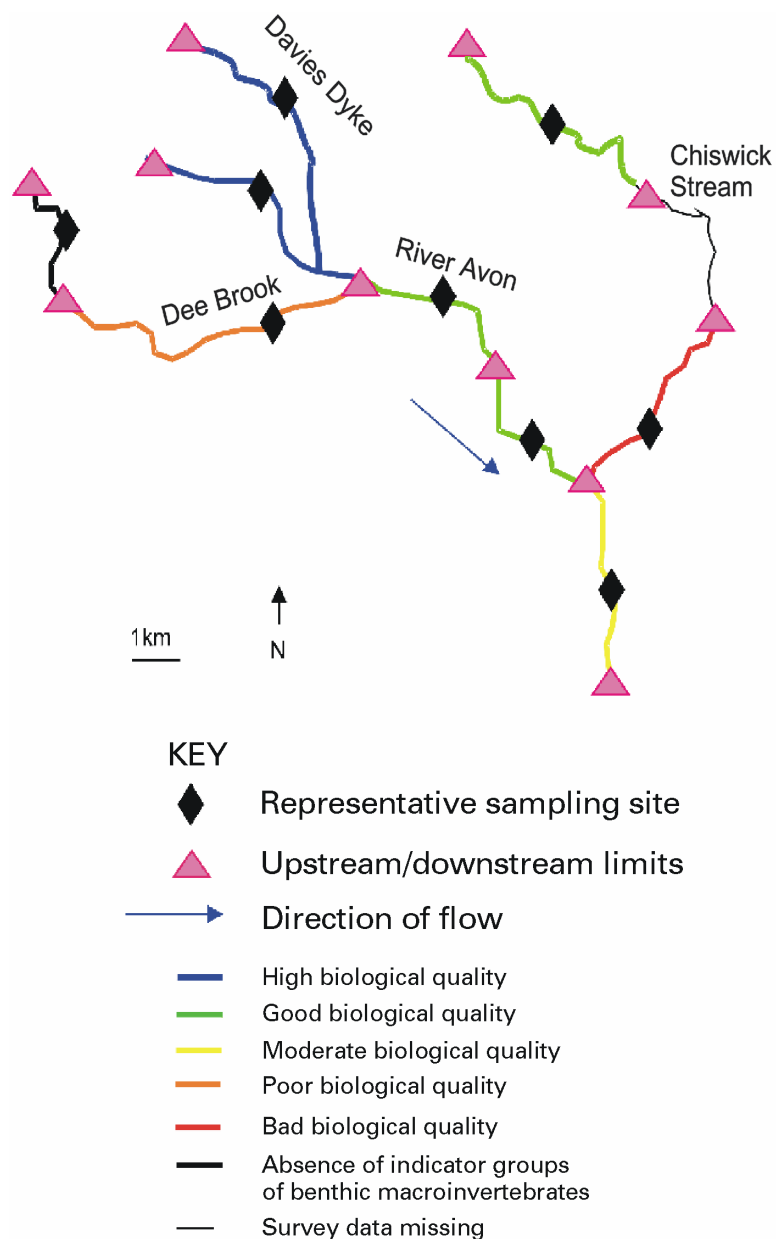 Davies Dyke
Chiswick
Stream
River Avon
Dee Brook
1km
N
KEY
Representative sampling site
Upstream/downstream limits
Direction of flow
High biological quality
Good biological quality
Moderate biological quality
Poor biological quality
Bad biological quality
Absence of indicator groups
of benthic macroinvertebrates
Survey data missing